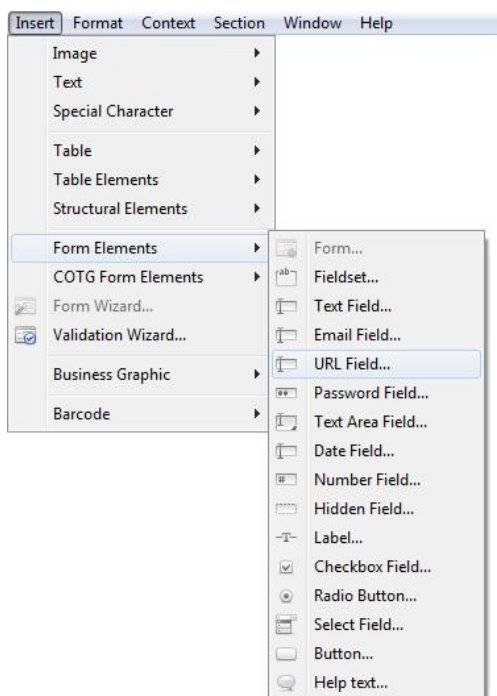 Insert Format Context Section Window Help
Image
Text
Special Character
Table
Table Elements
Structural Elements
Form Elements
COTG Form Elements
Form Wizard...
Validation Wizard...
Business Graphic
Barcode
Form...
Fieldset...
Text Field...
Email Field...
URL Field...
Password Field...
Text Area Field...
Date Field...
Number Field...
Hidden Field...
Label...
Checkbox Field...
Radio Button...
Select Field...
Button...
Help text...